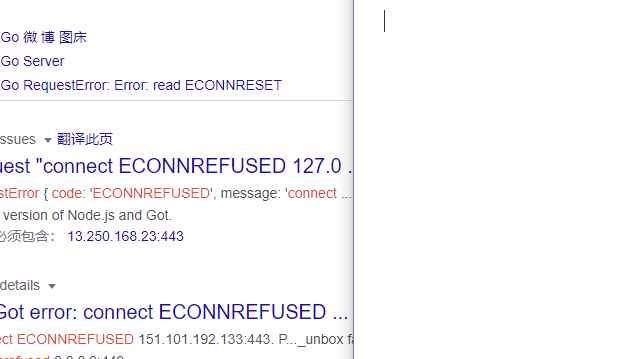 Go 微 博 图床
Go Server
Go RequestError: Error: read ECONNRESET
ssues 翻译此页
uest "connect ECONNREFUSED 127.0 ...
stError { code: 'ECONNREFUSED', message: 'connect ...
version of Node.js and Got.
必须包含： 13.250.168.23:443
details
Got error: connect ECONNREFUSED ...
ect ECONNREFUSED 151.101.192.133:443. P..._unbox fa